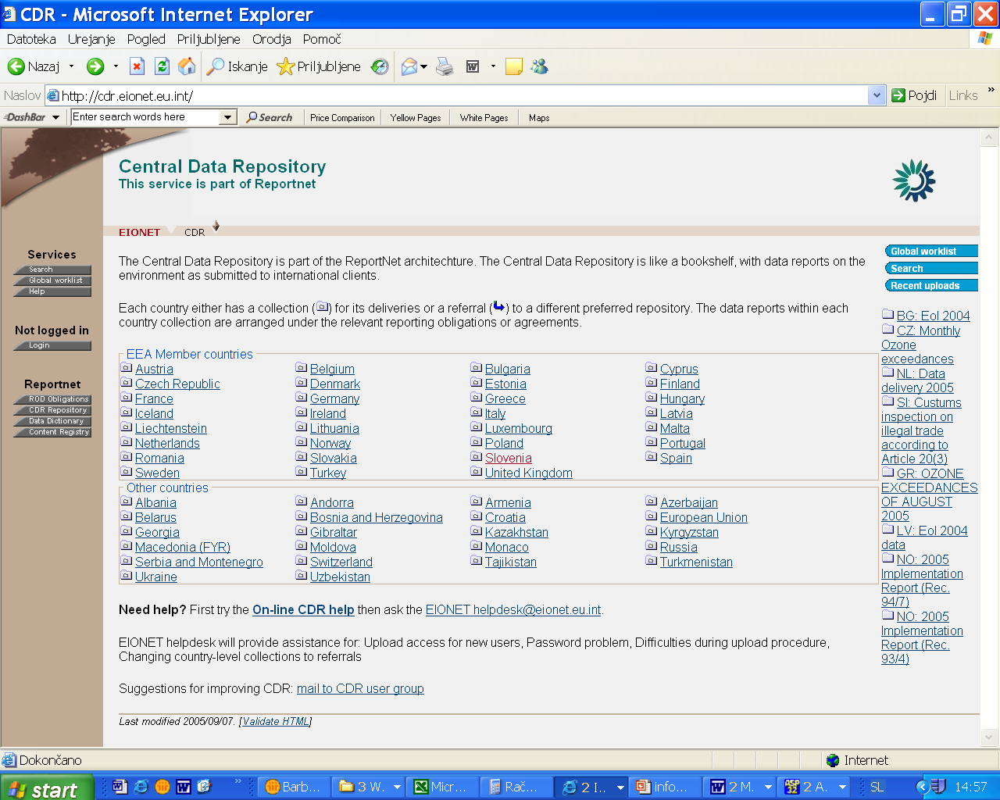 CDR - Microsoft Internet Explorer
Datoteka Urejanje Pogled Priljubljene Orodja Pomoč
Nazaj Iskanje Priljubljene
Naslov http://cdr.eionet.eu.int/ Pojdi Links »
DashBar Enter search words here Search Price Comparison Yellow Pages White Pages Maps
Central Data Repository
This service is part of Reportnet
EIONET CDR
Services
Search
Global worklist
Help
Not logged in
Login
Reportnet
ROD Obligations
CDR Repository
Data Dictionary
Content Registry
The Central Data Repository is part of the ReportNet architechture. The Central Data Repository is like a bookshelf, with data reports on the
environment as submitted to international clients.
Each country either has a collection ( ) for its deliveries or a referral ( ) to a different preferred repository. The data reports within each
country collection are arranged under the relevant reporting obligations or agreements.
EEA Member countries
Austria Belgium Bulgaria Cyprus
Czech Republic Denmark Estonia Finland
France Germany Greece Hungary
Iceland Ireland Italy Latvia
Liechtenstein Lithuania Luxembourg Malta
Netherlands Norway Poland Portugal
Romania Slovakia Slovenia Spain
Sweden Turkey United Kingdom
Other countries
Albania Andorra Armenia Azerbaijan
Belarus Bosnia and Herzegovina Croatia European Union
Georgia Gibraltar Kazakhstan Kyrgyzstan
Macedonia (FYR) Moldova Monaco Russia
Serbia and Montenegro Switzerland Tajikistan Turkmenistan
Ukraine Uzbekistan
Need help? First try the On-line CDR help then ask the EIONET helpdesk@eionet.eu.int.
EIONET helpdesk will provide assistance for: Upload access for new users, Password problem, Difficulties during upload procedure,
Changing country-level collections to referrals
Suggestions for improving CDR: mail to CDR user group
Last modified 2005/09/07. [Validate HTML]
Global worklist
Search
Recent uploads
BG: EoI 2004
CZ: Monthly
Ozone
exceedances
NL: Data
delivery 2005
SI: Custums
inspection on
illegal trade
according to
Article 20(3)
GR: OZONE
EXCEEDANCES
OF AUGUST
2005
LV: EoI 2004
data
NO: 2005
Implementation
Report (Rec.
94/7)
NO: 2005
Implementation
Report (Rec.
93/4)
Dokončano Internet
start » Barb... 3 W... Micr... Rač... 2 I... info... 2 M... 2 A... SL 14:57